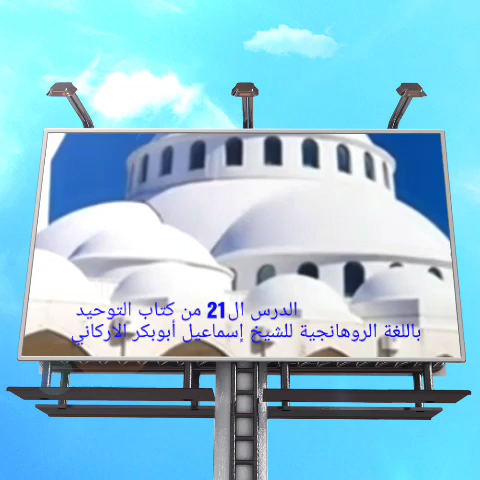 الدرس ال21 من كتاب التوحيد
باللغة الروهانجية للشيخ إسماعيل أبوبكر الأركاني